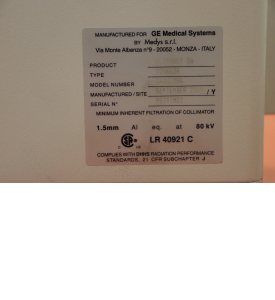 MANUFACTURED FOR GE Medical Systems
BY Medys s.r.l.
Via Monte Albenza n°9 - 20052 - MONZA - ITALY
PRODUCT
TYPE
MODEL NUMBER
MANUFACTURED / SITE / Y
SERIAL N°
MINIMUM INHERENT FILTRATION OF COLLIMATOR
1.5mm Al eq. at 80 kV
LR 40921 C
COMPLIES WITH DHHS RADIATION PERFORMANCE
STANDARDS, 21 CFR SUBCHAPTER J